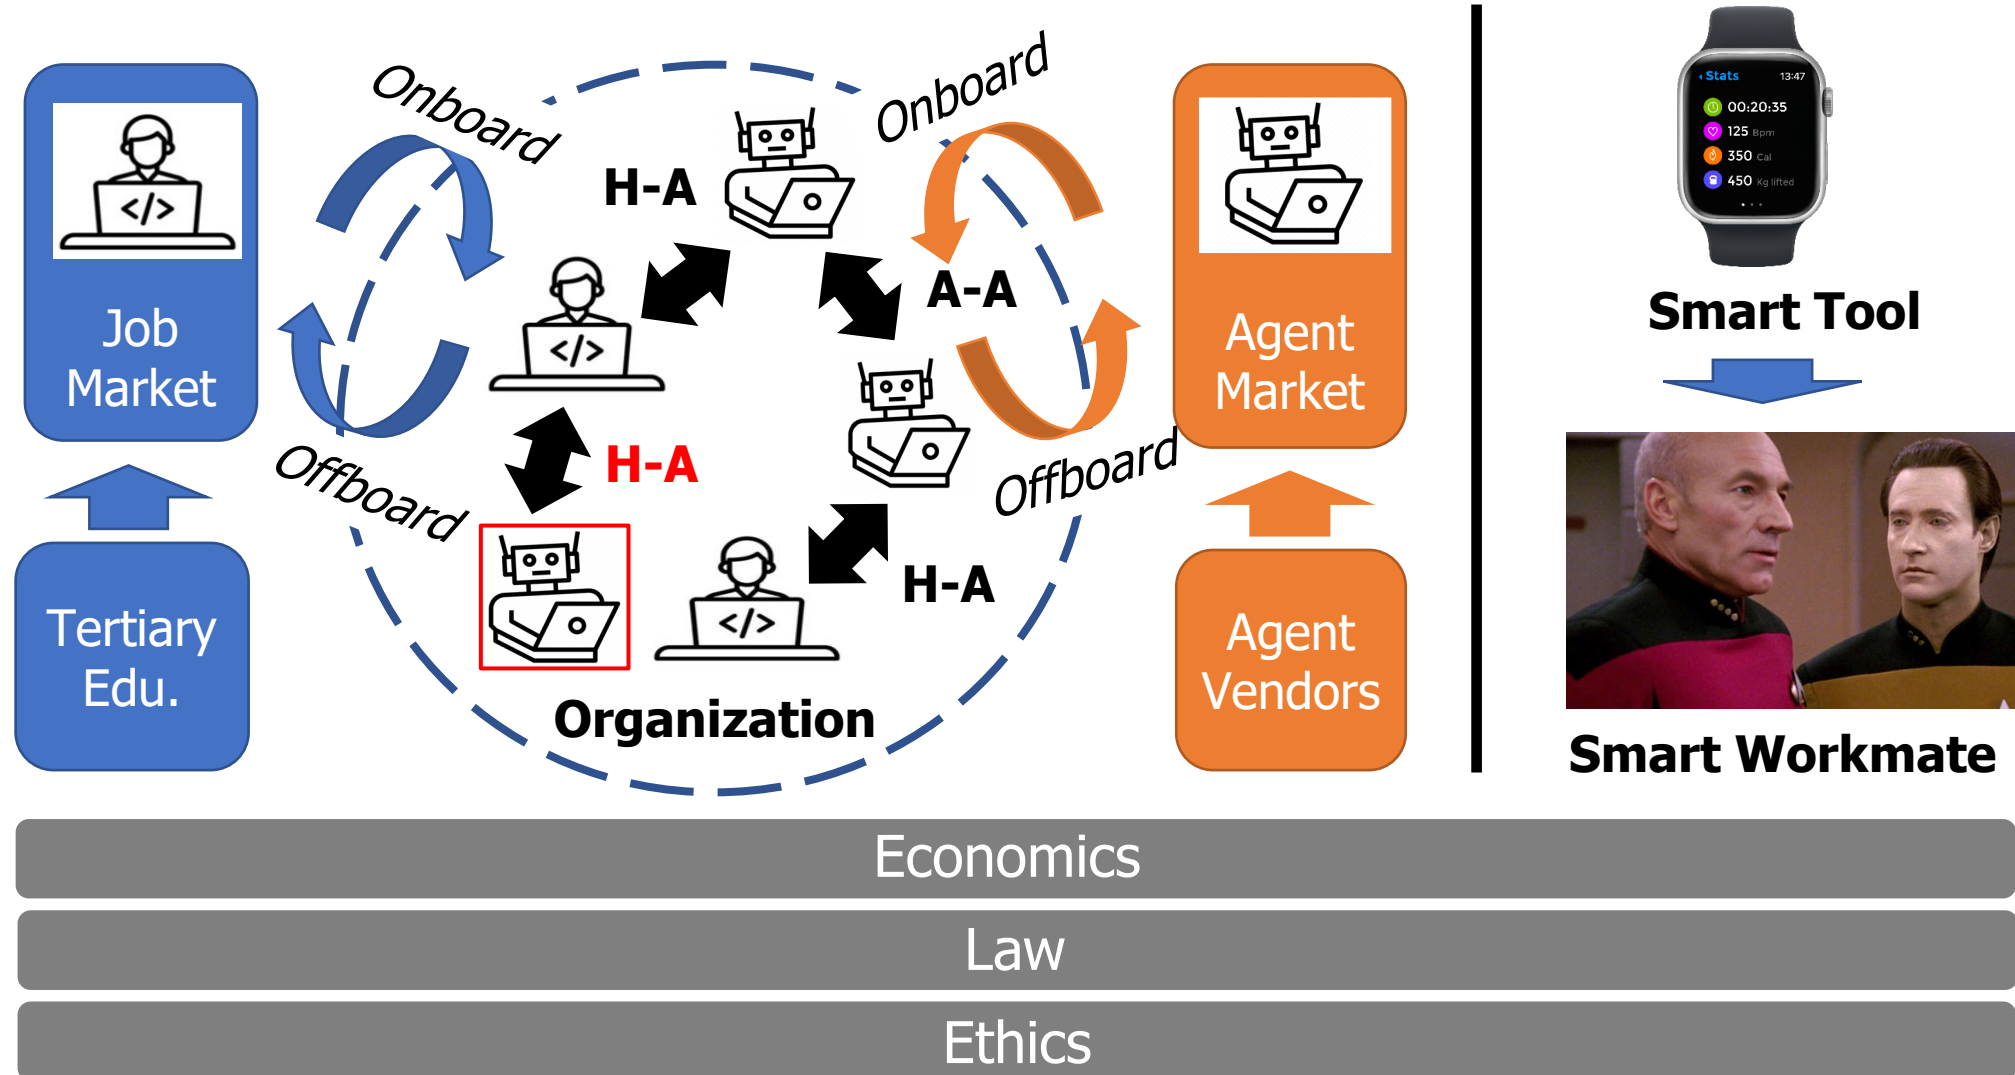 Onboard
Onboard
</>
Job
Market
Offboard
Tertiary
Edu.
H-A
A-A
</>
H-A
H-A
</>
Organization
Agent
Market
Offboard
Agent
Vendors
Stats 13:47
00:20:35
125 Bpm
350 Cal
450 Kg lifted
Smart Tool
Smart Workmate
Economics
Law
Ethics